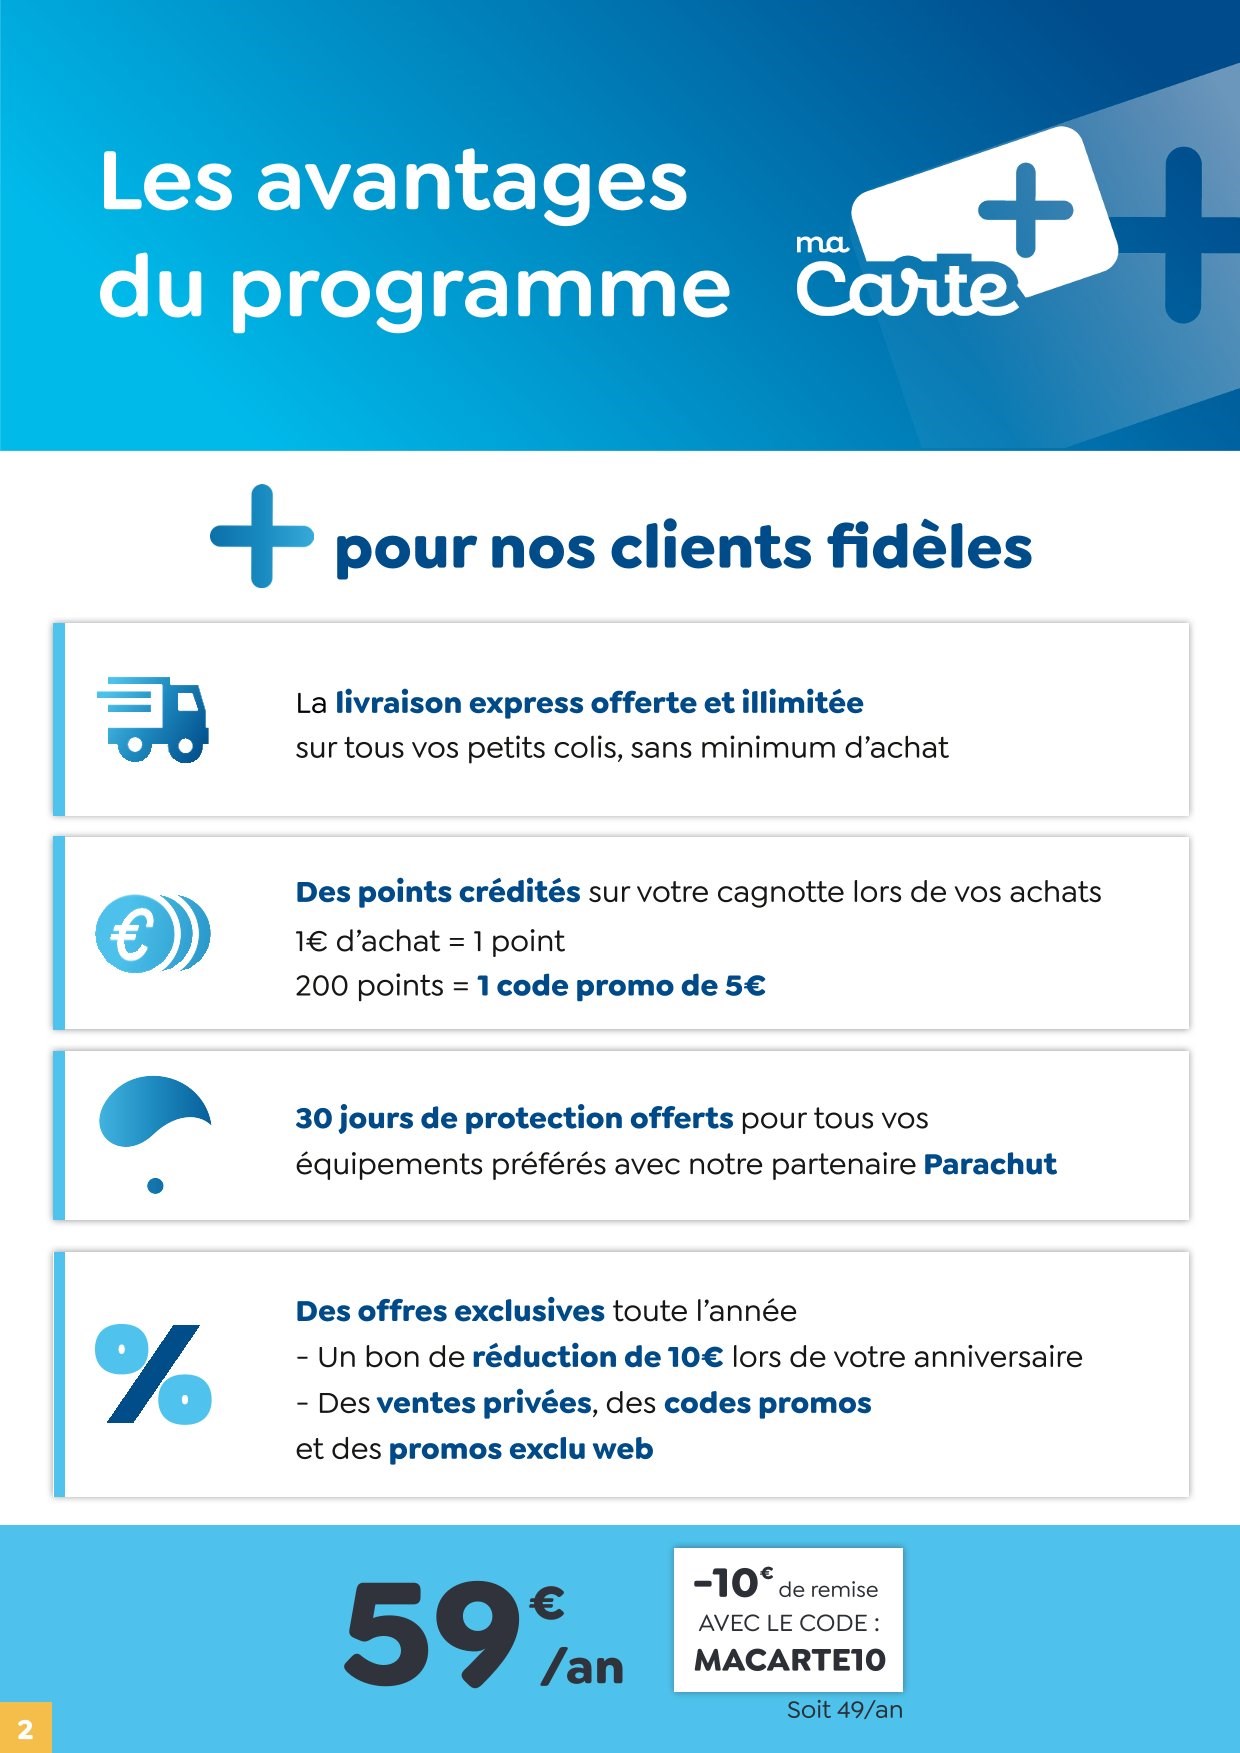 Les avantages
du programme
ma
Carte
+ pour nos clients fidèles
La livraison express offerte et illimitée
sur tous vos petits colis, sans minimum d'achat
Des points crédités sur votre cagnotte lors de vos achats
1€ d'achat = 1 point
200 points = 1 code promo de 5€
30 jours de protection offerts pour tous vos
équipements préférés avec notre partenaire Parachut
Des offres exclusives toute l'année
- Un bon de réduction de 10€ lors de votre anniversaire
- Des ventes privées, des codes promos
et des promos exclu web
59€/an
-10€ de remise
AVEC LE CODE :
MACARTE10
Soit 49/an
2